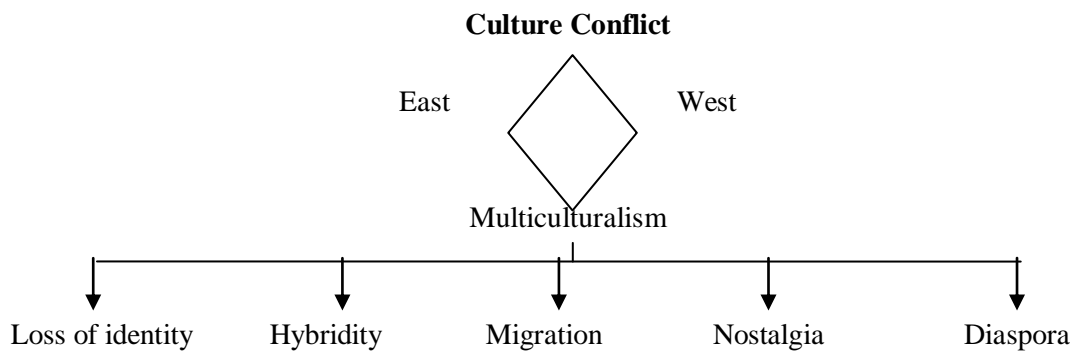 Culture Conflict
East West
Multiculturalism
Loss of identity Hybridity Migration Nostalgia Diaspora